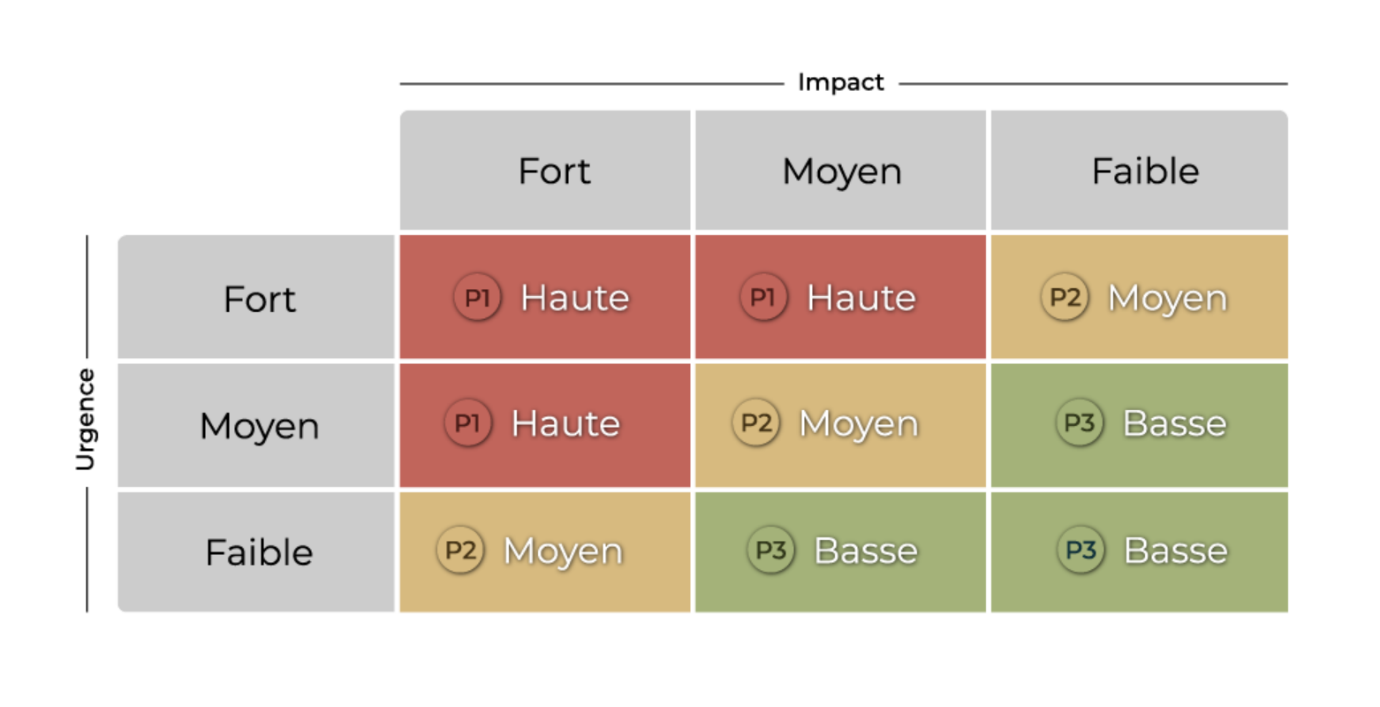 Impact
Fort Moyen Faible
Urgence
Fort P1 Haute P1 Haute P2 Moyen
Moyen P1 Haute P2 Moyen P3 Basse
Faible P2 Moyen P3 Basse P3 Basse